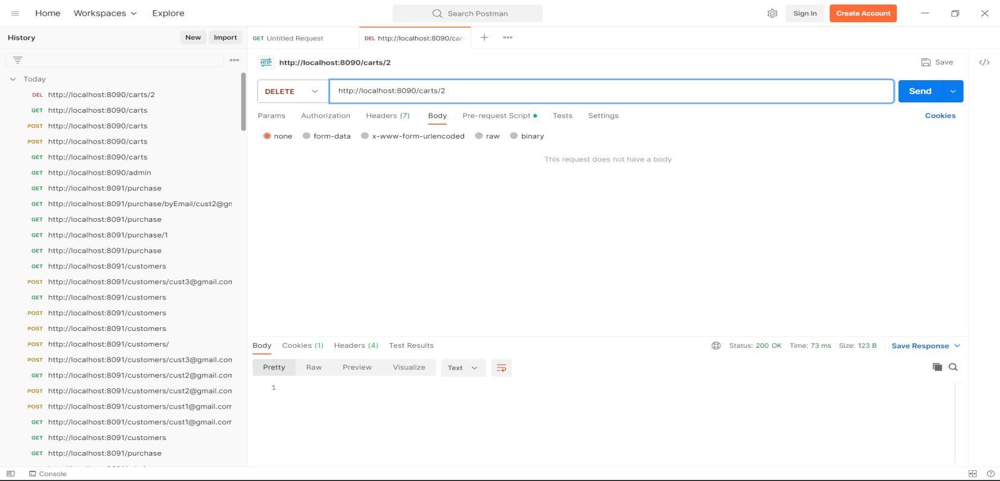 Home Workspaces Explore Search Postman Sign In Create Account
History New Import
GET Untitled Request DEL http://localhost:8090/car
http://localhost:8090/carts/2 Save </>
Today
DELETE http://localhost:8090/carts/2 Send
DEL http://localhost:8090/carts/2
GET http://localhost:8090/carts
POST http://localhost:8090/carts
POST http://localhost:8090/carts
GET http://localhost:8090/carts
GET http://localhost:8090/admin
GET http://localhost:8091/purchase
GET http://localhost:8091/purchase/byEmail/cust2@gm
GET http://localhost:8091/purchase
GET http://localhost:8091/purchase/1
GET http://localhost:8091/purchase
GET http://localhost:8091/customers
POST http://localhost:8091/customers/cust3@gmail.com
GET http://localhost:8091/customers
POST http://localhost:8091/customers
POST http://localhost:8091/customers
POST http://localhost:8091/customers/
POST http://localhost:8091/customers/cust3@gmail.com
GET http://localhost:8091/customers/cust2@gmail.com
POST http://localhost:8091/customers/cust2@gmail.com
POST http://localhost:8091/customers/cust1@gmail.com
GET http://localhost:8091/customers/cust1@gmail.com
GET http://localhost:8091/customers
GET http://localhost:8091/purchase
Params Authorization Headers (7) Body Pre-request Script Tests Settings Cookies
none form-data x-www-form-urlencoded raw binary
This request does not have a body
Body Cookies (1) Headers (4) Test Results Status: 200 OK Time: 73 ms Size: 123 B Save Response
Pretty Raw Preview Visualize Text
1
Console